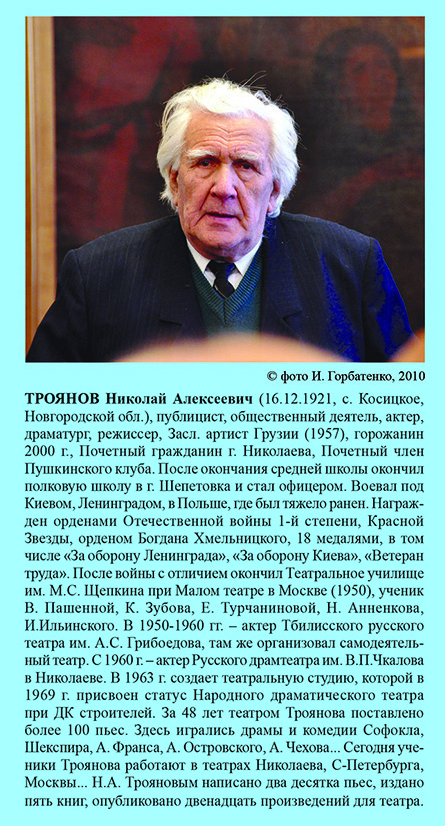 © фото И. Горбатенко, 2010
ТРОЯНОВ Николай Алексеевич (16.12.1921, с. Косицкое,
Новгородской обл.), публицист, общественный деятель, актер,
драматург, режиссер, Засл. артист Грузии (1957), горожанин
2000 г., Почетный гражданин г. Николаева, Почетный член
Пушкинского клуба. После окончания средней школы окончил
полковую школу в г. Шепетовка и стал офицером. Воевал под
Киевом, Ленинградом, в Польше, где был тяжело ранен. Награж-
ден орденами Отечественной войны 1-й степени, Красной
Звезды, орденом Богдана Хмельницкого, 18 медалями, в том
числе «За оборону Ленинграда», «За оборону Киева», «Ветеран
труда». После войны с отличием окончил Театральное училище
им. М.С. Щепкина при Малом театре в Москве (1950), ученик
В. Пашенной, К. Зубова, Е. Турчаниновой, Н. Анненкова,
И.Ильинского. В 1950-1960 гг. – актер Тбилисского русского
театра им. А.С. Грибоедова, там же организовал самодеятель-
ный театр. С 1960 г. – актер Русского драмтеатра им. В.П.Чкалова
в Николаеве. В 1963 г. создает театральную студию, которой в
1969 г. присвоен статус Народного драматического театра
при ДК строителей. За 48 лет театром Троянова поставлено
более 100 пьес. Здесь игрались драмы и комедии Софокла,
Шекспира, А. Франса, А. Островского, А. Чехова... Сегодня уче-
ники Троянова работают в театрах Николаева, С-Петербурга,
Москвы... Н.А. Трояновым написано два десятка пьес, издано
пять книг, опубликовано двенадцать произведений для театра.